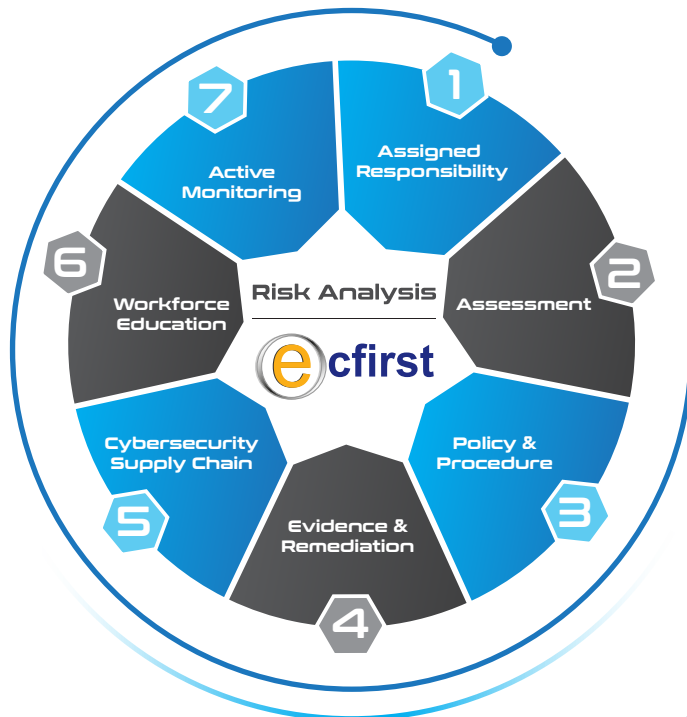 Risk Analysis
ecfirst
1
Assigned
Responsibility
2
Assessment
3
Policy &
Procedure
4
Evidence &
Remediation
5
Cybersecurity
Supply Chain
6
Workforce
Education
7
Active
Monitoring